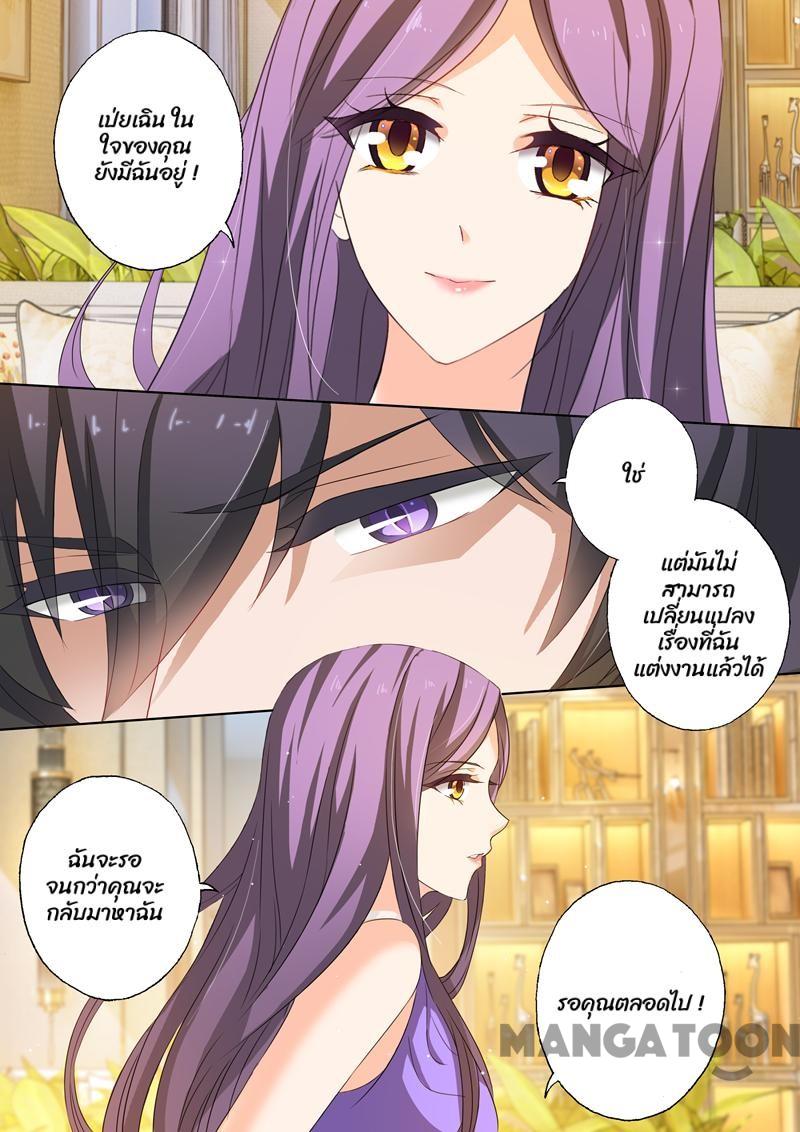 เป่ยเฉิน ใน
ใจของคุณ
ยังมีฉันอยู่ !
ใช่
แต่มันไม่
สามารถ
เปลี่ยนแปลง
เรื่องที่ฉัน
แต่งงานแล้วได้
ฉันจะรอ
จนกว่าคุณจะ
กลับมาหาฉัน
รอคุณตลอดไป !
MANGATOON